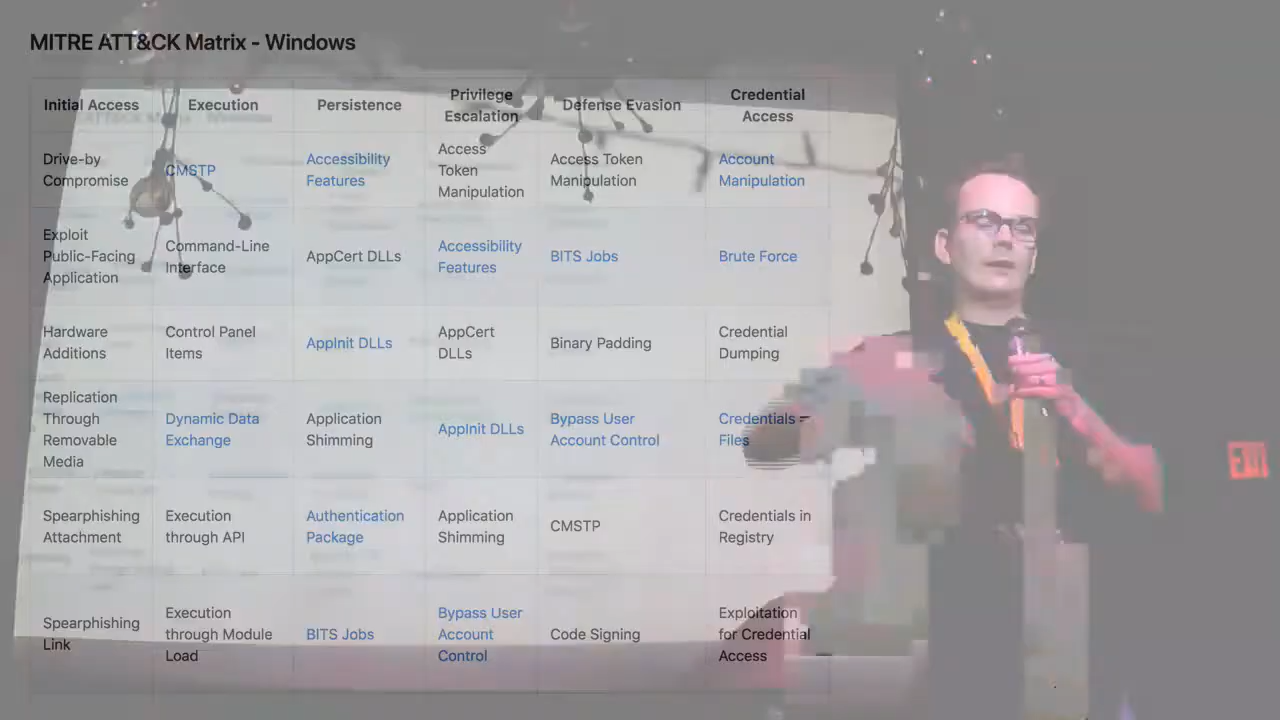 MITRE ATT&CK Matrix - Windows
Initial Access
Execution
Persistence
Privilege
Escalation
Defense Evasion
Credential
Access
Drive-by
Compromise
CMSTP
Accessibility
Features
Access
Token
Manipulation
Access Token
Manipulation
Account
Manipulation
Exploit
Public-Facing
Application
Command-Line
Interface
AppCert DLLs
Accessibility
Features
BITS Jobs
Brute Force
Hardware
Additions
Control Panel
Items
AppInit DLLs
AppCert
DLLs
Binary Padding
Credential
Dumping
Replication
Through
Removable
Media
Dynamic Data
Exchange
Application
Shimming
AppInit DLLs
Bypass User
Account Control
Credentials
Files
Spearphishing
Attachment
Execution
through API
Authentication
Package
Application
Shimming
CMSTP
Credentials in
Registry
Spearphishing
Link
Execution
through Module
Load
BITS Jobs
Bypass User
Account
Control
Code Signing
Exploitation
for Credential
Access
EXIT